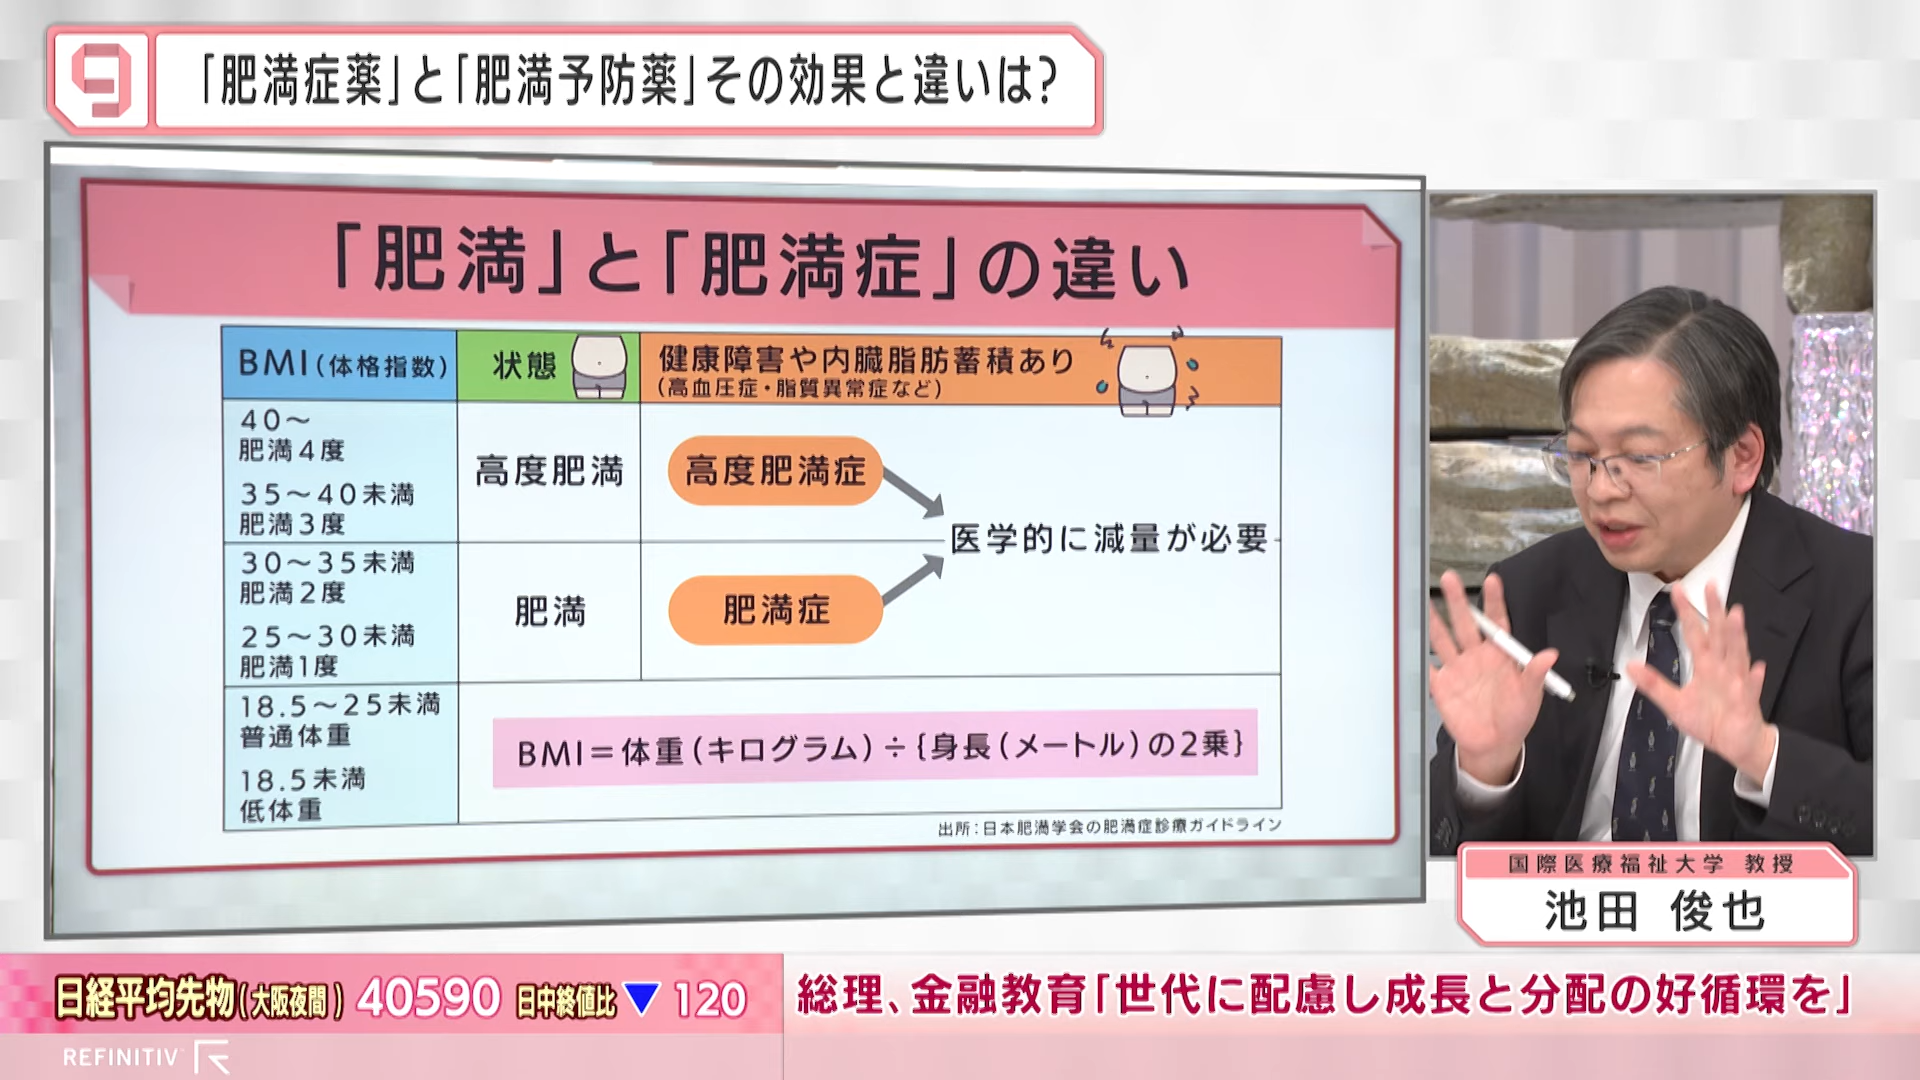 「肥満症薬」と「肥満予防薬」その効果と違いは?
「肥満」と「肥満症」の違い
BMI(体格指数)
状態
健康障害や内臓脂肪蓄積あり
(高血圧症・脂質異常症など)
40～
肥満4度
35～40未満
肥満3度
高度肥満
高度肥満症
医学的に減量が必要
30～35未満
肥満2度
25～30未満
肥満1度
肥満
肥満症
18.5～25未満
普通体重
18.5未満
低体重
BMI=体重(キログラム)÷{身長(メートル)の2乗}
出所:日本肥満学会の肥満症診療ガイドライン
国際医療福祉大学 教授
池田 俊也
日経平均先物(大阪夜間) 40590 日中終値比▼120
総理、金融教育「世代に配慮し成長と分配の好循環を」
REFINITIV